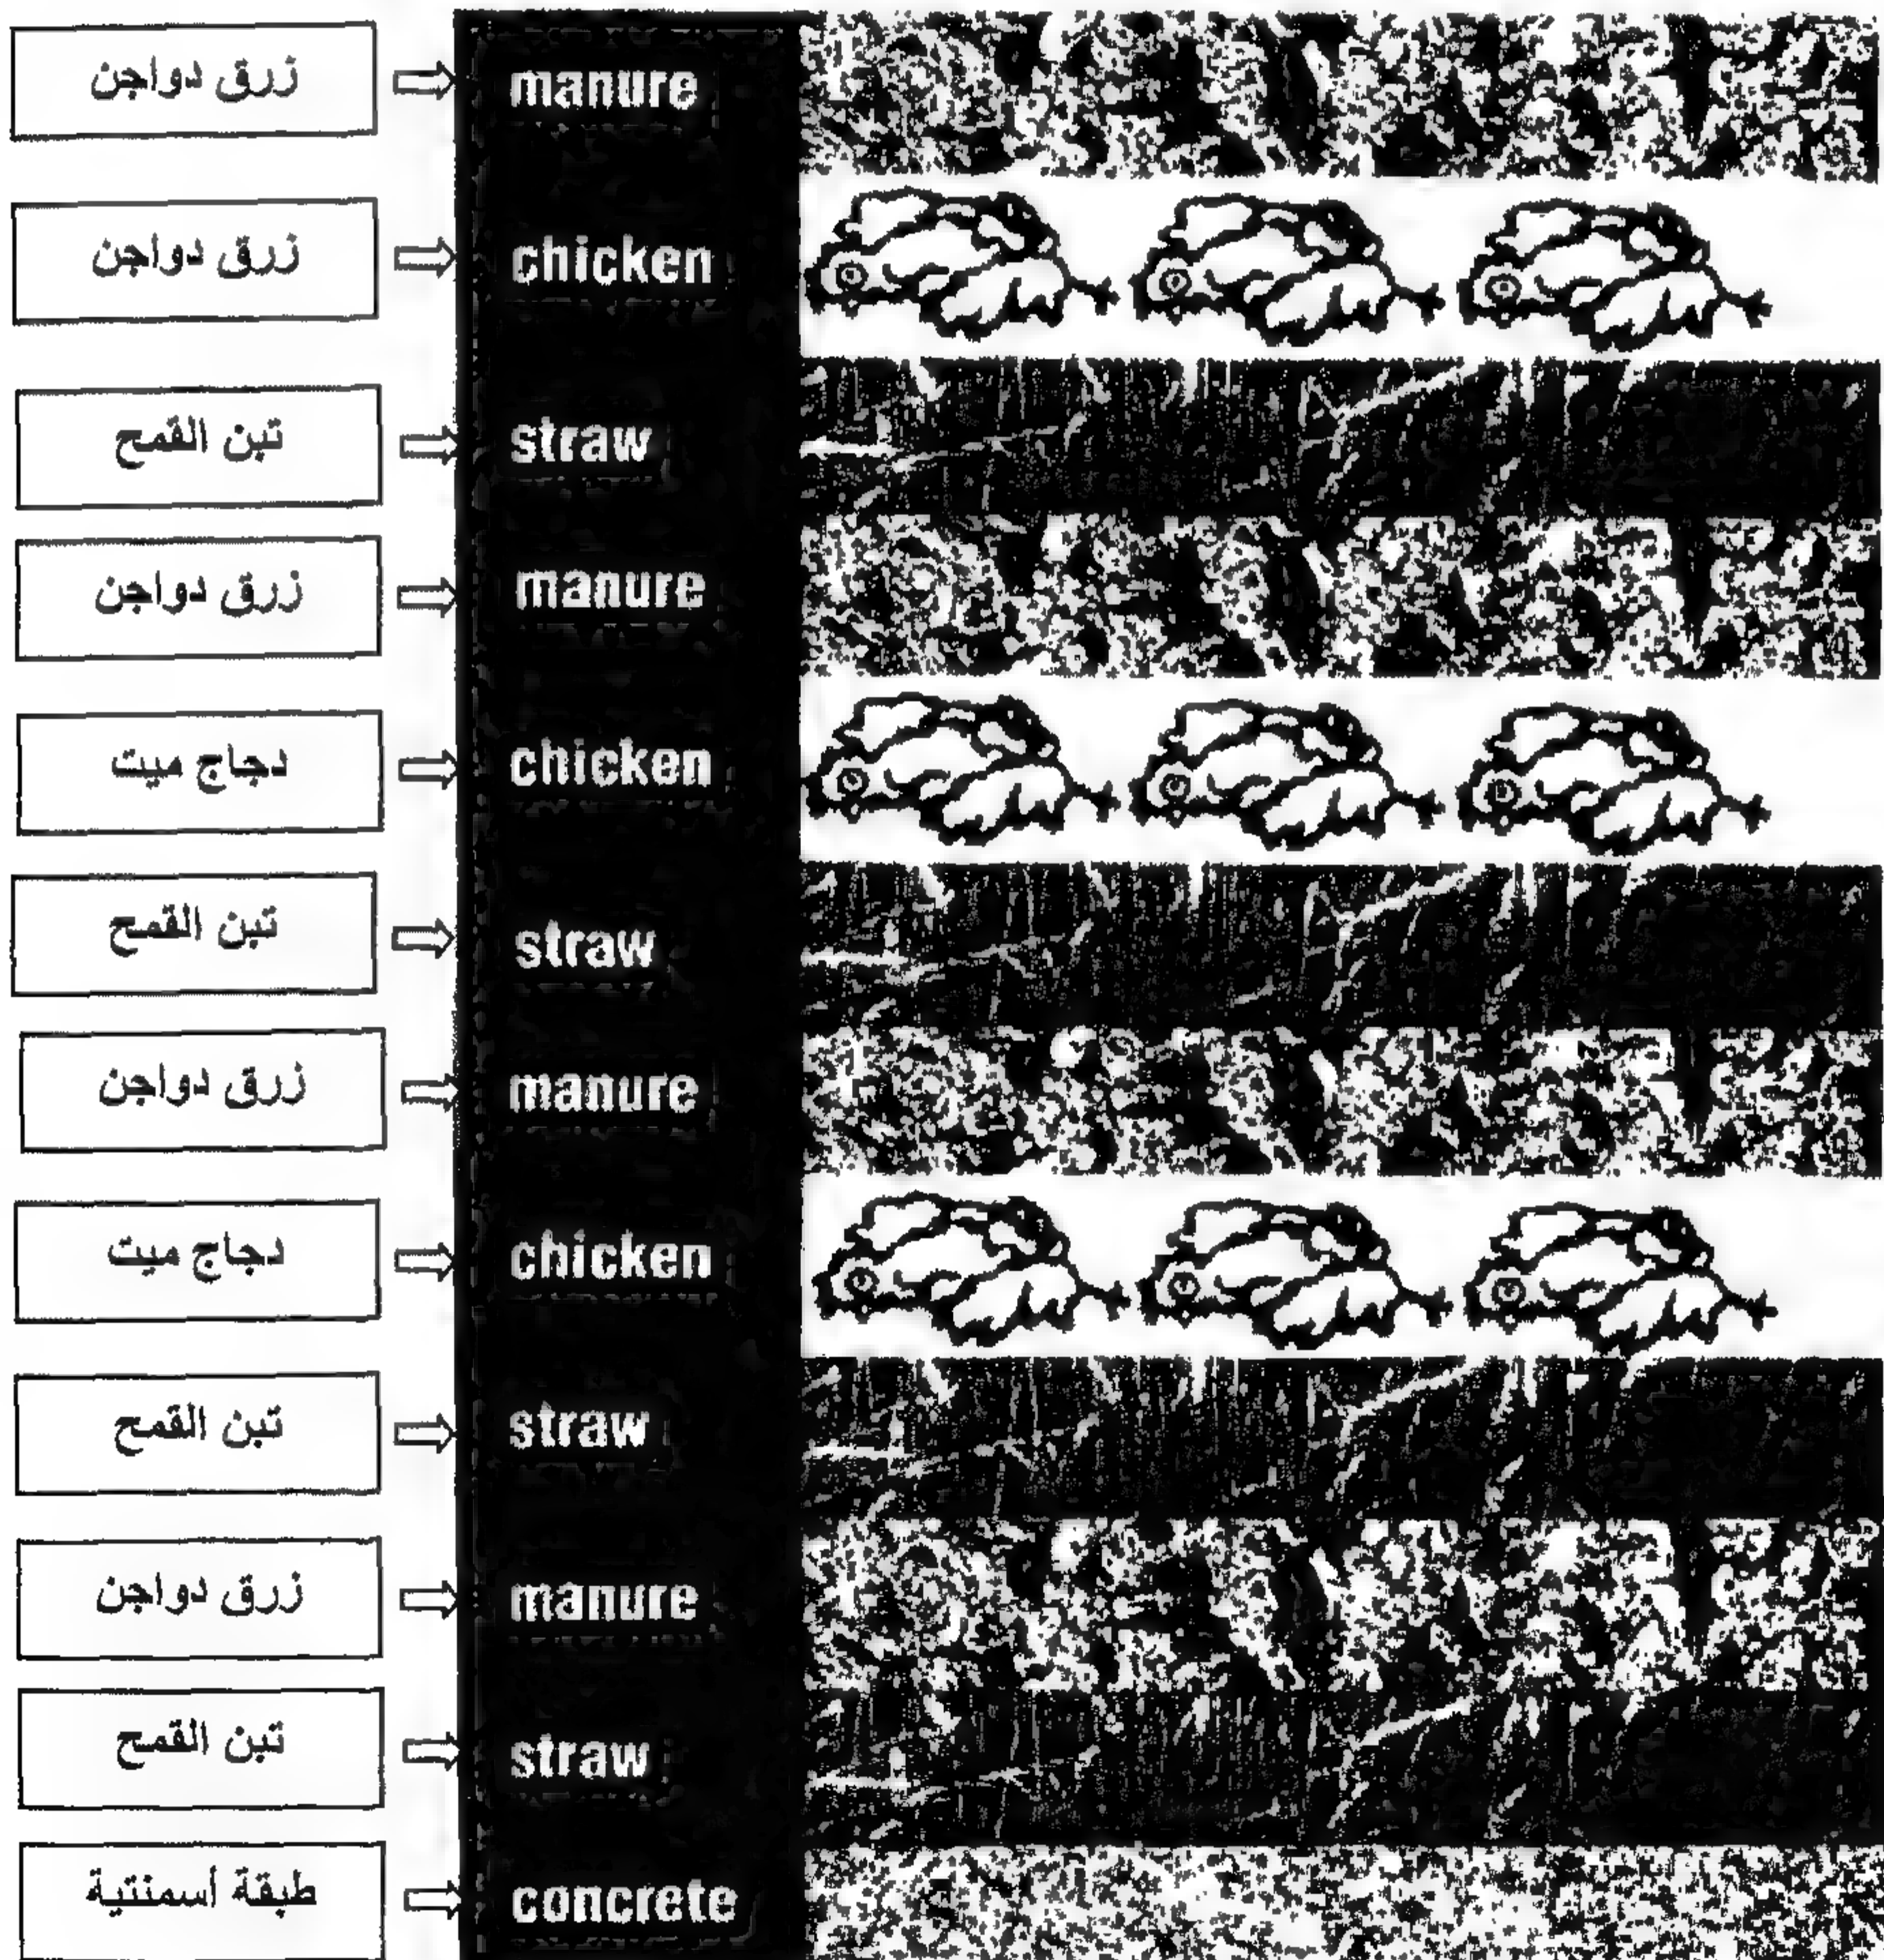 زرق دواجن manure
زرق دواجن chicken
تبن القمح straw
زرق دواجن manure
دجاج ميت chicken
تبن القمح straw
زرق دواجن manure
دجاج ميت chicken
تبن القمح straw
زرق دواجن manure
تبن القمح straw
طبقة أسمنتية concrete